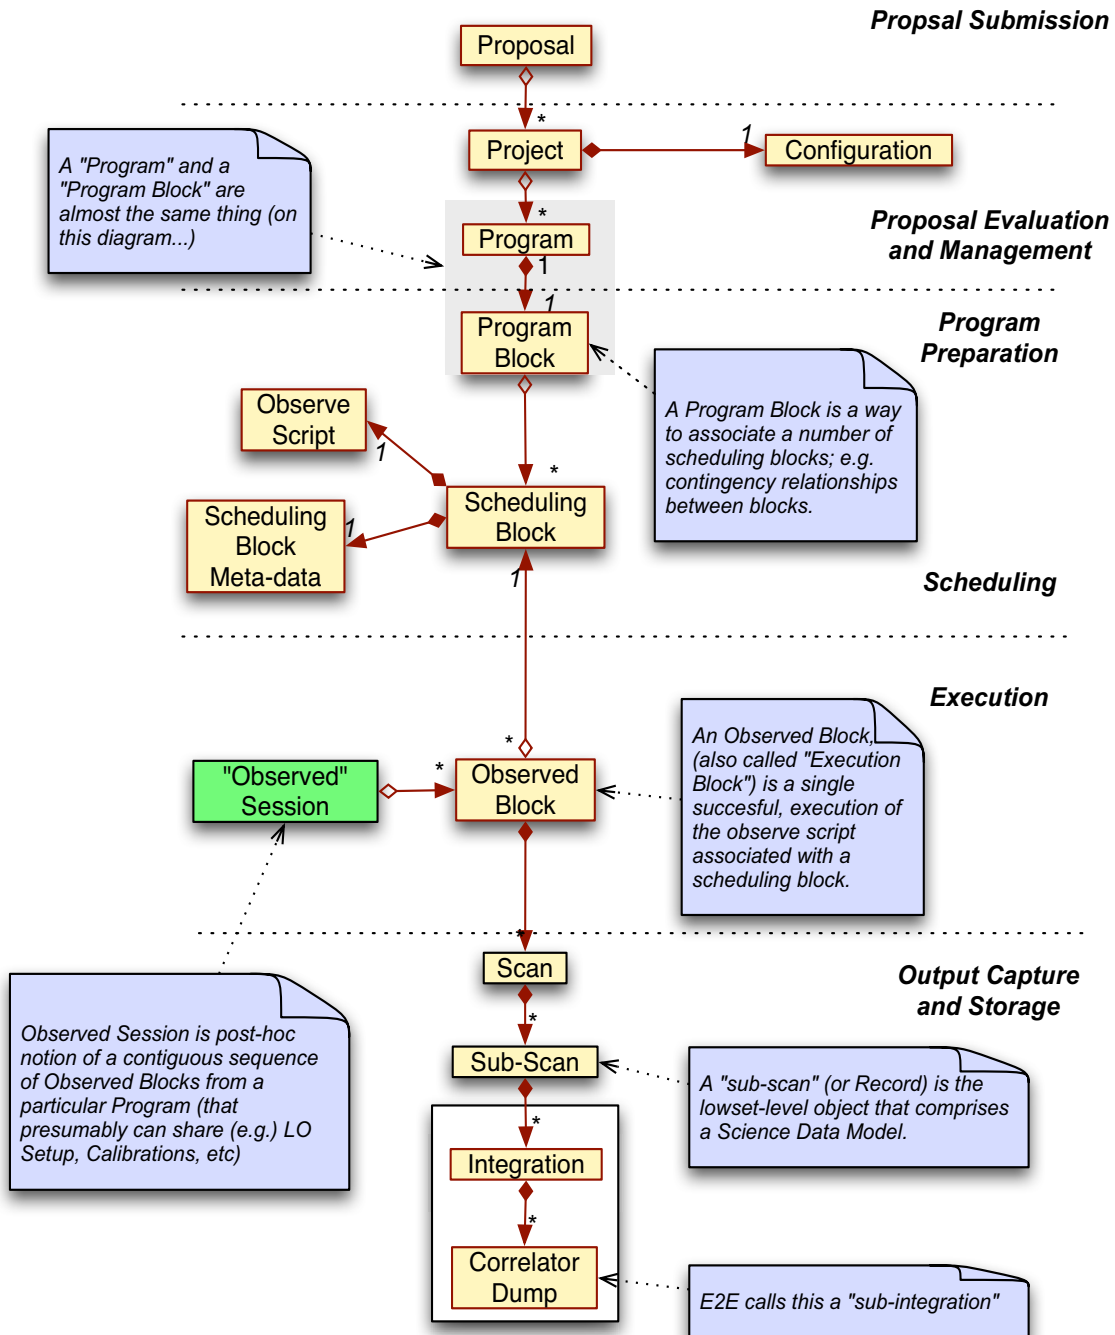 Propsal Submission
Proposal
*
Project
1
Configuration
A "Program" and a
"Program Block" are
almost the same thing (on
this diagram...)
*
Program
1
Proposal Evaluation
and Management
1
Program
Block
Program
Preparation
Observe
Script
1
A Program Block is a way
to associate a number of
scheduling blocks; e.g.
contingency relationships
between blocks.
*
Scheduling
Block
Scheduling
Block
Meta-data
1
1
Scheduling
Execution
*
"Observed"
Session
*
Observed
Block
An Observed Block,
(also called "Execution
Block") is a single
succesful, execution of
the observe script
associated with a
scheduling block.
*
Scan
Output Capture
and Storage
*
Observed Session is post-hoc
notion of a contiguous sequence
of Observed Blocks from a
particular Program (that
presumably can share (e.g.) LO
Setup, Calibrations, etc)
Sub-Scan
A "sub-scan" (or Record) is the
lowset-level object that comprises
a Science Data Model.
*
Integration
*
Correlator
Dump
E2E calls this a "sub-integration"